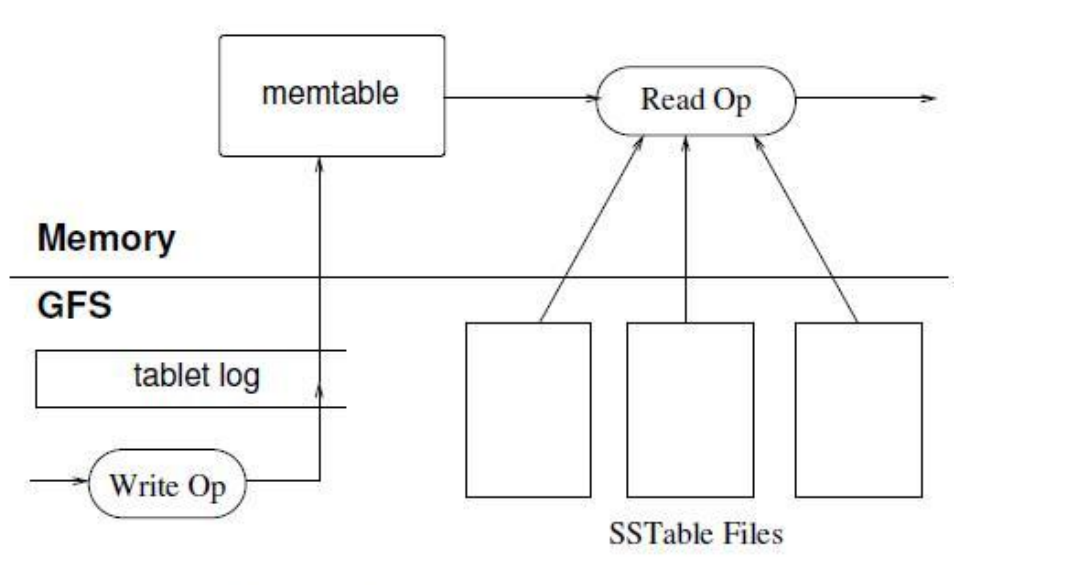 memtable
Read Op
Memory
GFS
tablet log
Write Op
SSTable Files